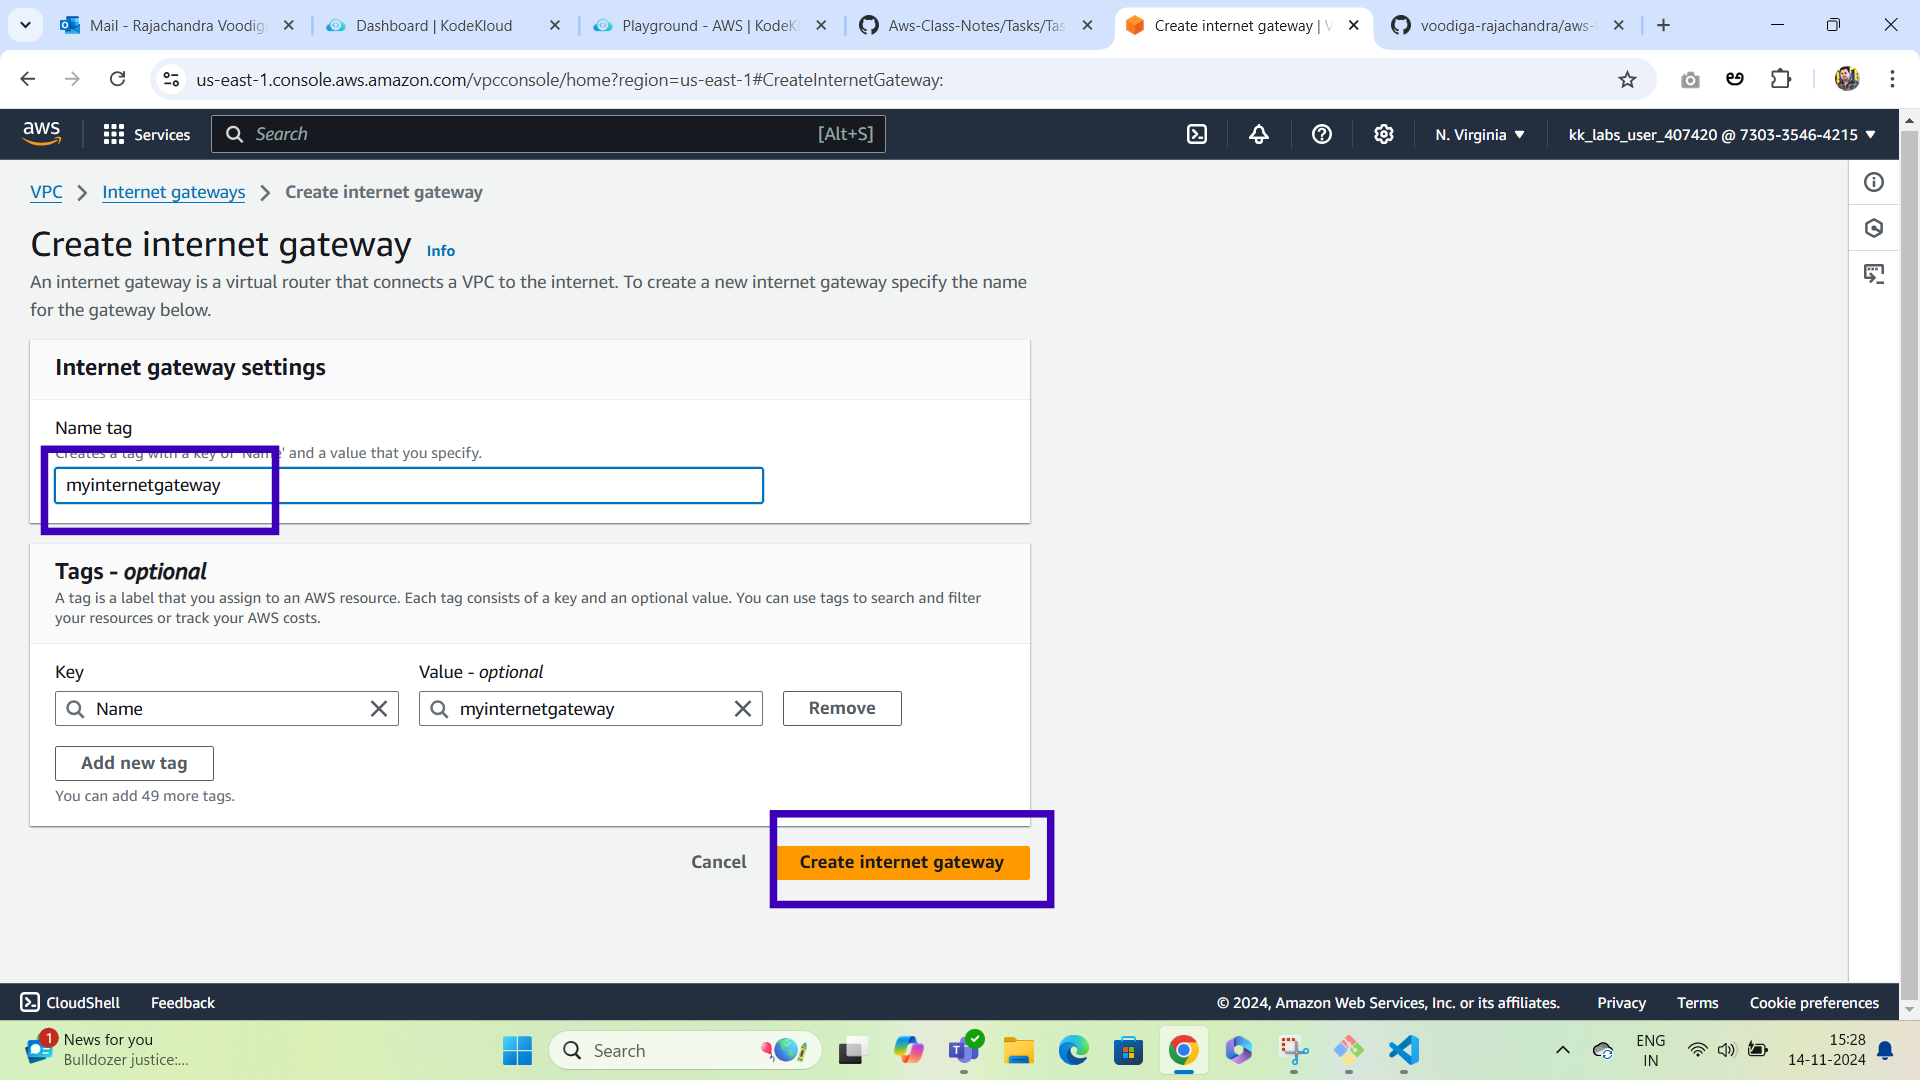 Mail - Rajachandra Voodig
Dashboard | KodeKloud
Playground - AWS | KodeKl
Aws-Class-Notes/Tasks/Tas
Create internet gateway | V
voodiga-rajachandra/aws-
us-east-1.console.aws.amazon.com/vpcconsole/home?region=us-east-1#CreateInternetGateway:
aws
Services
Search
[Alt+S]
N. Virginia
kk_labs_user_407420 @ 7303-3546-4215
VPC
Internet gateways
Create internet gateway
Create internet gateway Info
An internet gateway is a virtual router that connects a VPC to the internet. To create a new internet gateway specify the name
for the gateway below.
Internet gateway settings
Name tag
Creates a tag with a key of 'Name' and a value that you specify.
myinternetgateway
Tags - optional
A tag is a label that you assign to an AWS resource. Each tag consists of a key and an optional value. You can use tags to search and filter
your resources or track your AWS costs.
Key
Value - optional
Name
myinternetgateway
Remove
Add new tag
You can add 49 more tags.
Cancel
Create internet gateway
CloudShell
Feedback
© 2024, Amazon Web Services, Inc. or its affiliates.
Privacy
Terms
Cookie preferences
1
News for you
Bulldozer justice:...
Search
ENG
IN
15:28
14-11-2024